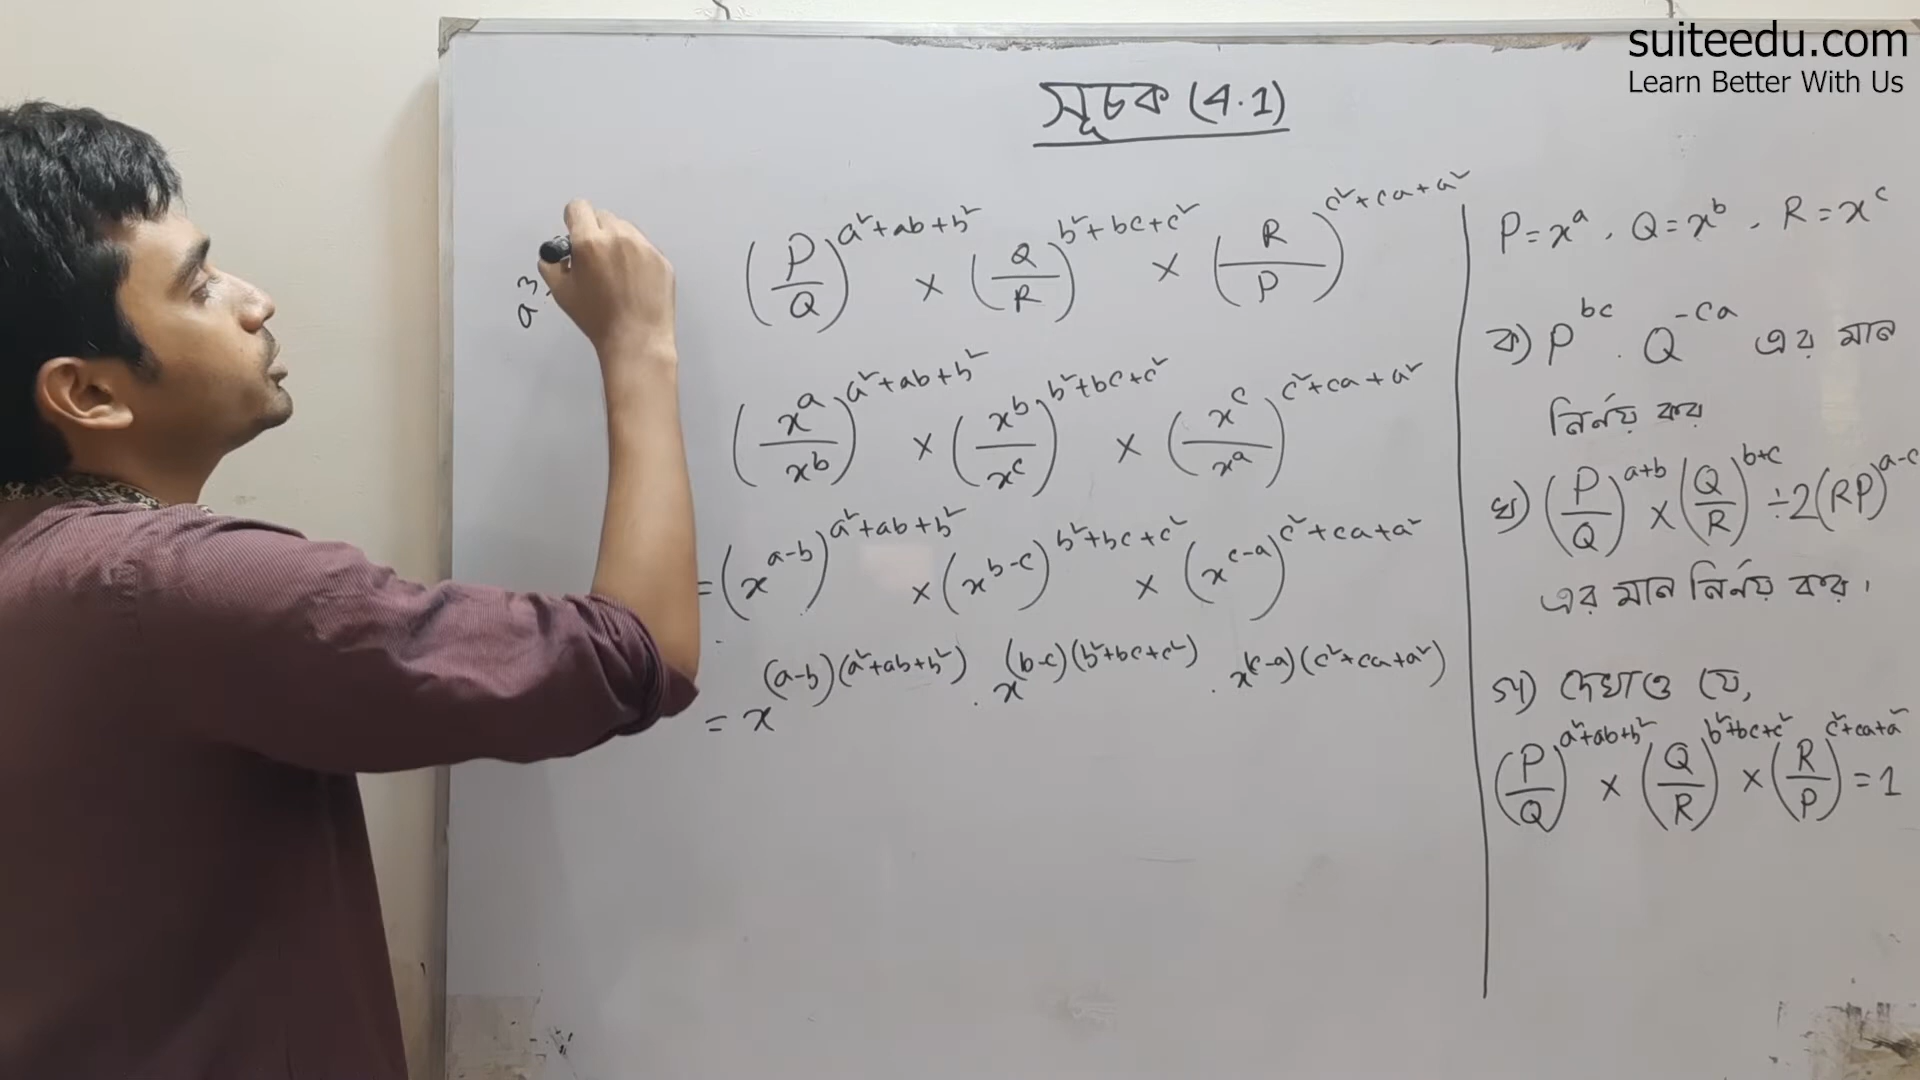 suiteedu.com
Learn Better With Us
সূচক (4.1)
(P/Q)^(a²+ab+b²) × (Q/R)^(b²+bc+c²) × (R/P)^(c²+ca+a²)
a³
(x^a/x^b)^(a²+ab+b²) × (x^b/x^c)^(b²+bc+c²) × (x^c/x^a)^(c²+ca+a²)
= (x^(a-b))^(a²+ab+b²) × (x^(b-c))^(b²+bc+c²) × (x^(c-a))^(c²+ca+a²)
= x^((a-b)(a²+ab+b²)) . x^((b-c)(b²+bc+c²)) . x^((c-a)(c²+ca+a²))
P=x^a , Q=x^b , R=x^c
ক) P^(bc) . Q^(-ca) এর মান
নির্ণয় কর
খ) (P/Q)^(a+b) × (Q/R)^(b+c) ÷ 2(RP)^(a-c)
এর মান নির্ণয় কর।
গ) দেখাও যে,
(P/Q)^(a²+ab+b²) × (Q/R)^(b²+bc+c²) × (R/P)^(c²+ca+a²) = 1